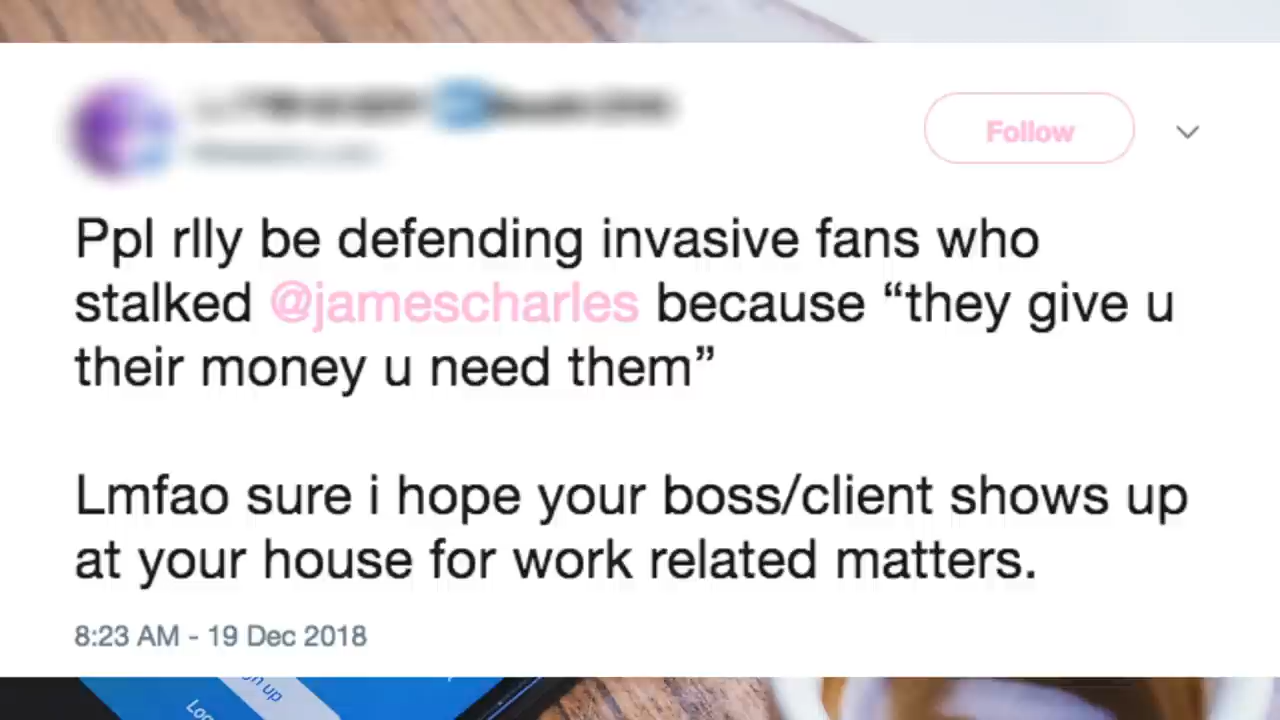 Follow
Ppl rlly be defending invasive fans who
stalked @jamescharles because “they give u
their money u need them”
Lmfao sure i hope your boss/client shows up
at your house for work related matters.
8:23 AM - 19 Dec 2018
up